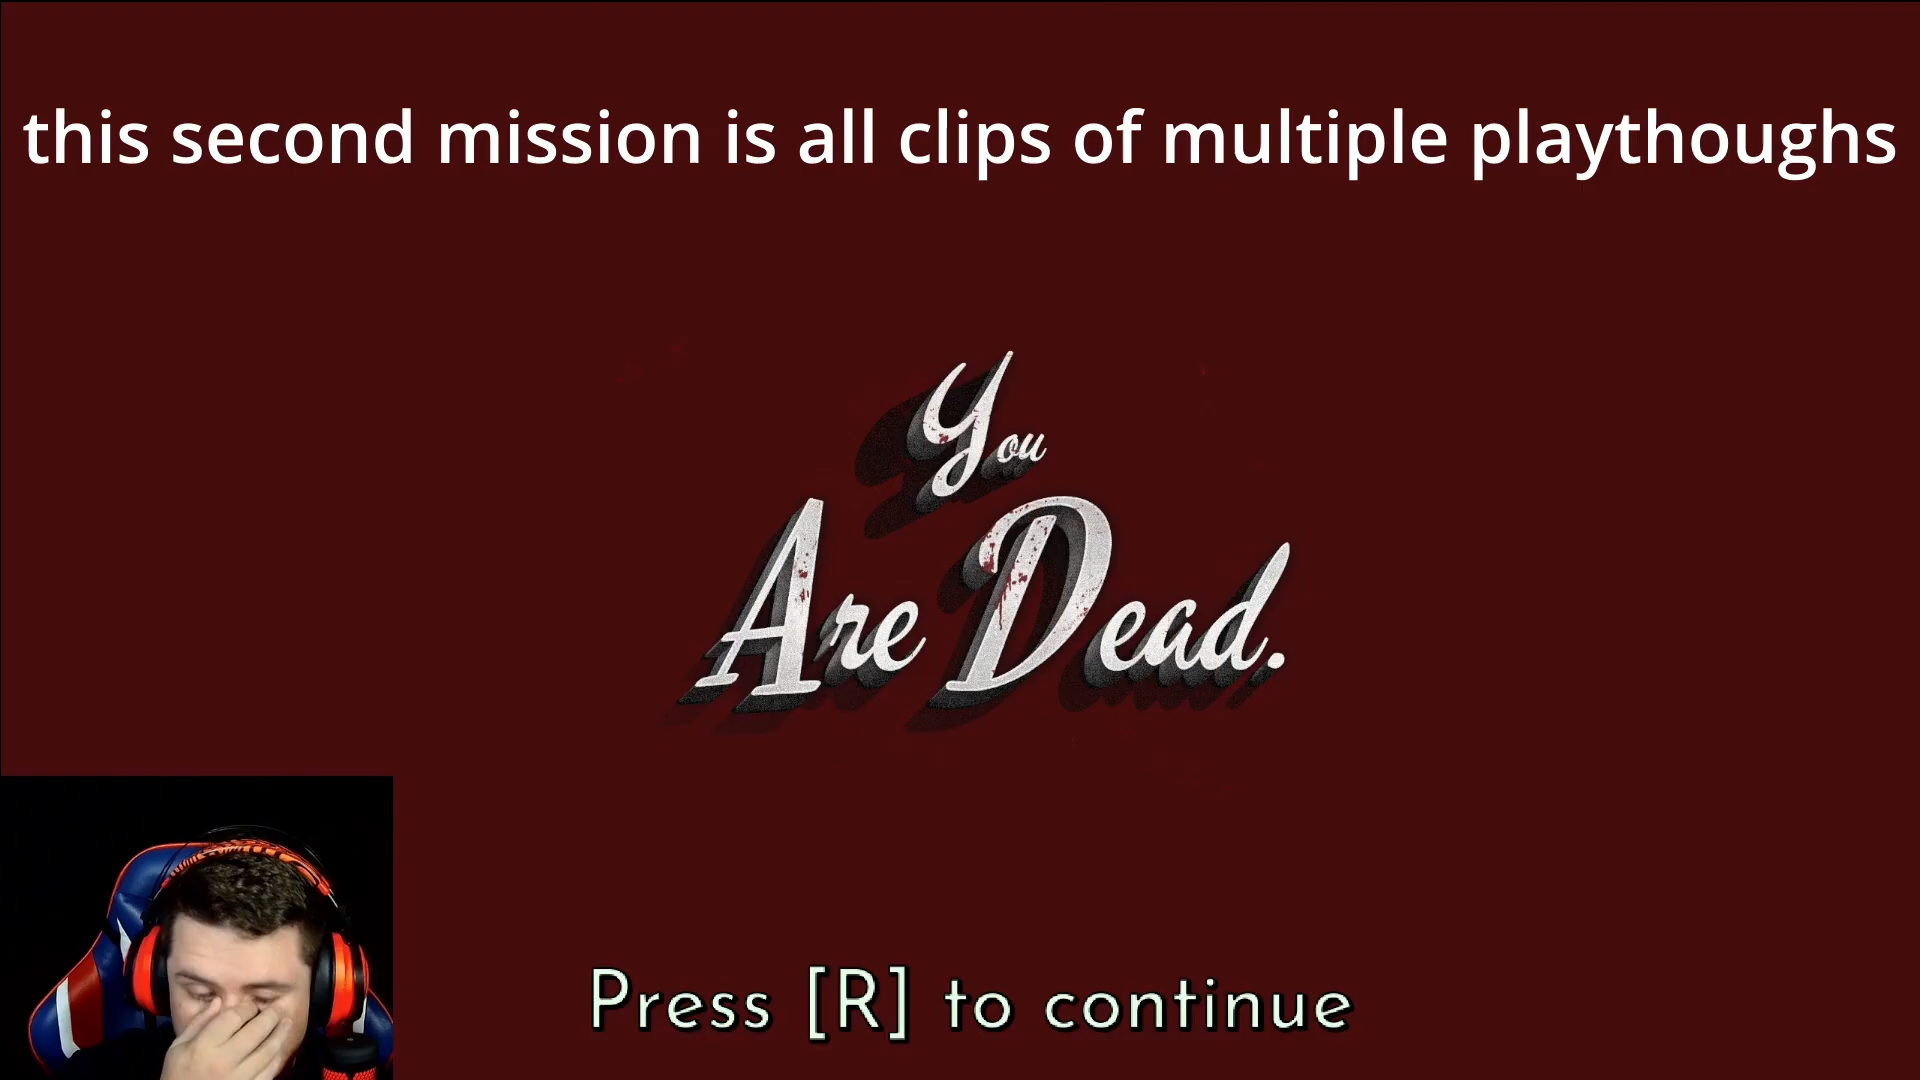 this second mission is all clips of multiple playthoughs
You
Are Dead.
Press [R] to continue